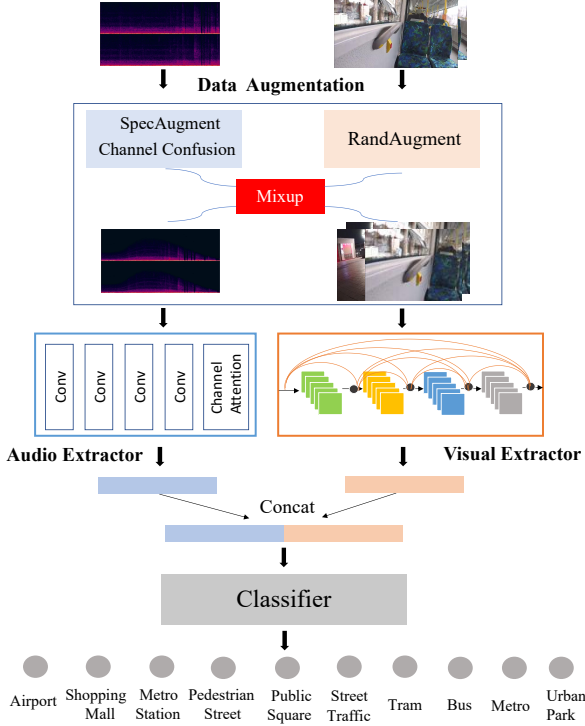 Data Augmentation
SpecAugment
Channel Confusion
RandAugment
Mixup
Conv
Conv
Conv
Conv
Channel
Attention
Audio Extractor
Visual Extractor
Concat
Classifier
Airport
Shopping
Mall
Metro
Station
Pedestrian
Street
Public
Square
Street
Traffic
Tram
Bus
Metro
Urban
Park